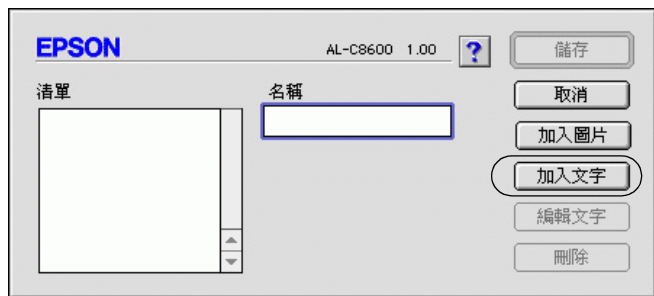 EPSON
AL-C8600 1.00
?
儲存
清單
名稱
取消
加入圖片
加入文字
編輯文字
刪除